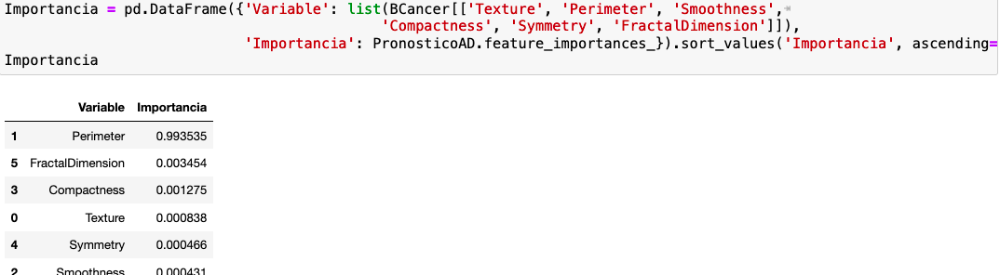 Importancia = pd.DataFrame({'Variable': list(BCancer[['Texture', 'Perimeter', 'Smoothness',
'Compactness', 'Symmetry', 'FractalDimension']]),
'Importancia': PronosticoAD.feature_importances_}).sort_values('Importancia', ascending=
Importancia
Variable Importancia
1 Perimeter 0.993535
5 FractalDimension 0.003454
3 Compactness 0.001275
0 Texture 0.000838
4 Symmetry 0.000466
2 Smoothness 0.000431